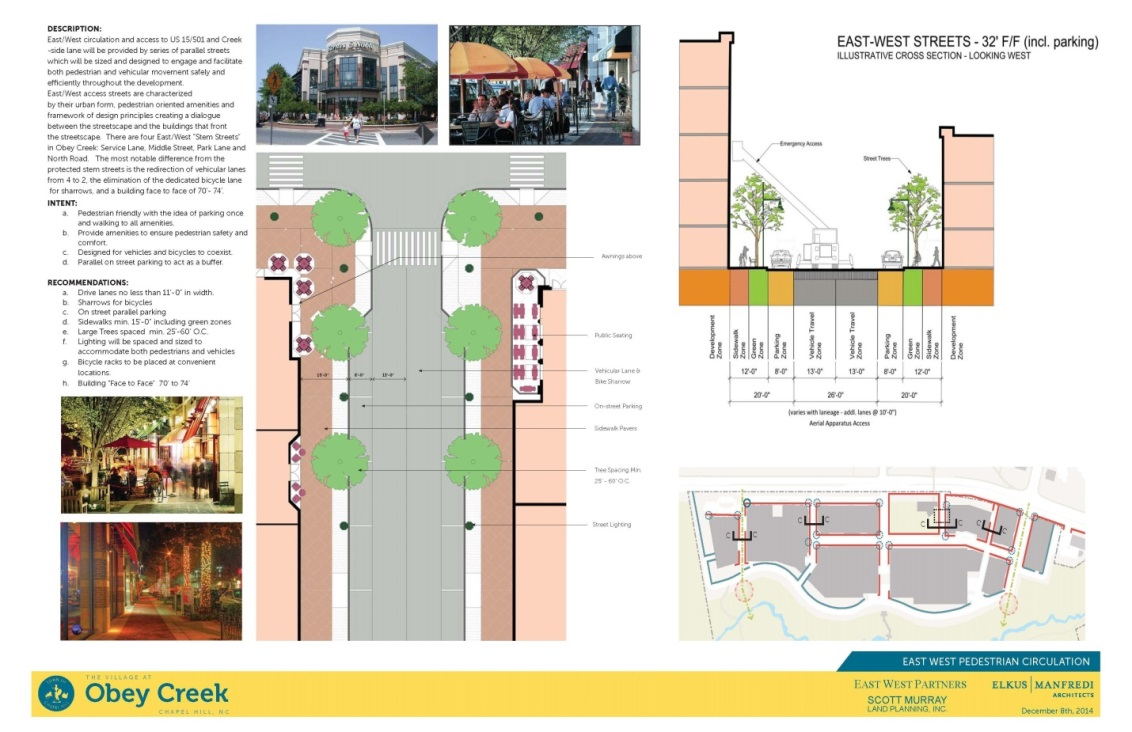 DESCRIPTION:
East/West circulation and access to US 15/501 and Creek
-side lane will be provided by series of parallel streets
which will be sized and designed to engage and facilitate
both pedestrian and vehicular movement safely and
efficiently throughout the development.
East/West access streets are characterized
by their urban form, pedestrian oriented amenities and
framework of design principles creating a dialogue
between the streetscape and the buildings that front
the streetscape. There are four East/West "Stem Streets"
in Obey Creek: Service Lane, Middle Street, Park Lane and
North Road. The most notable difference from the
protected stem streets is the redirection of vehicular lanes
from 4 to 2, the elimination of the dedicated bicycle lane
for sharrows, and a building face to face of 70'- 74'.
INTENT:
a. Pedestrian friendly with the idea of parking once
and walking to all amenities.
b. Provide amenities to ensure pedestrian safety and
comfort.
c. Designed for vehicles and bicycles to coexist.
d. Parallel on street parking to act as a buffer.
RECOMMENDATIONS:
a. Drive lanes no less than 11'-0" in width.
b. Sharrows for bicycles
c. On street parallel parking
d. Sidewalks min. 15'-0" including green zones
e. Large Trees spaced min. 25'-60' O.C.
f. Lighting will be spaced and sized to
accommodate both pedestrians and vehicles
g. Bicycle racks to be placed at convenient
locations.
h. Building "Face to Face" 70' to 74'
Awnings above
Public Seating
Vehicular Lane &
Bike Sharrow
On-street Parking
Sidewalk Pavers
Tree Spacing Min.
25' - 60' O.C.
Street Lighting
15'-0" 8'-0" 15'-0"
EAST-WEST STREETS - 32' F/F (incl. parking)
ILLUSTRATIVE CROSS SECTION - LOOKING WEST
Emergency Access
Street Trees
Development
Zone
Sidewalk
Zone
Green
Zone
Parking
Zone
Vehicle Travel
Zone
Vehicle Travel
Zone
Parking
Zone
Green
Zone
Sidewalk
Zone
Development
Zone
12'-0" 8'-0" 13'-0" 13'-0" 8'-0" 12'-0"
20'-0" 26'-0" 20'-0"
(varies with laneage - addl. lanes @ 10'-0")
Aerial Apparatus Access
C C C C C C C C
EAST WEST PEDESTRIAN CIRCULATION
THE VILLAGE AT
Obey Creek
CHAPEL HILL, NC
EAST WEST PARTNERS
SCOTT MURRAY
LAND PLANNING, INC.
ELKUS | MANFREDI
ARCHITECTS
December 8th, 2014